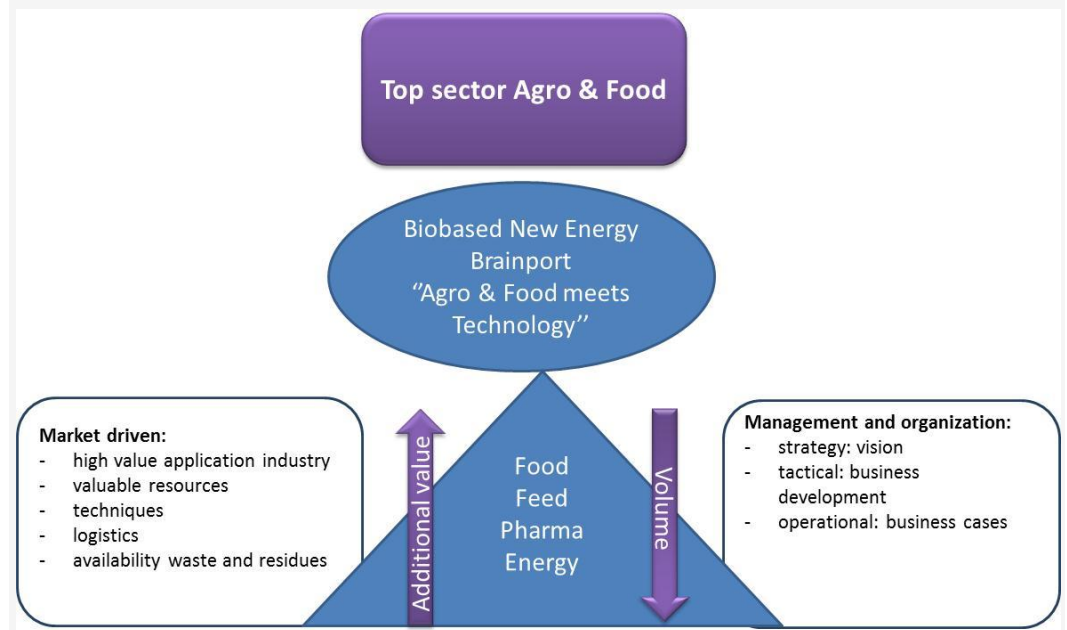 Top sector Agro & Food
Biobased New Energy
Brainport
‘’Agro & Food meets
Technology’’
Market driven:
- high value application industry
- valuable resources
- techniques
- logistics
- availability waste and residues
Additional value
Food
Feed
Pharma
Energy
Volume
Management and organization:
- strategy: vision
- tactical: business
development
- operational: business cases